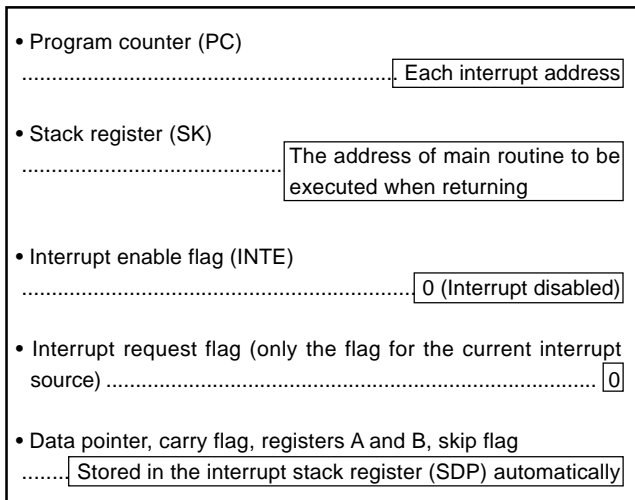 • Program counter (PC)
............................................................... Each interrupt address
• Stack register (SK)
............................................ The address of main routine to be
executed when returning
• Interrupt enable flag (INTE)
................................................................... 0 (Interrupt disabled)
• Interrupt request flag (only the flag for the current interrupt
source) ................................................................................... 0
• Data pointer, carry flag, registers A and B, skip flag
........ Stored in the interrupt stack register (SDP) automatically